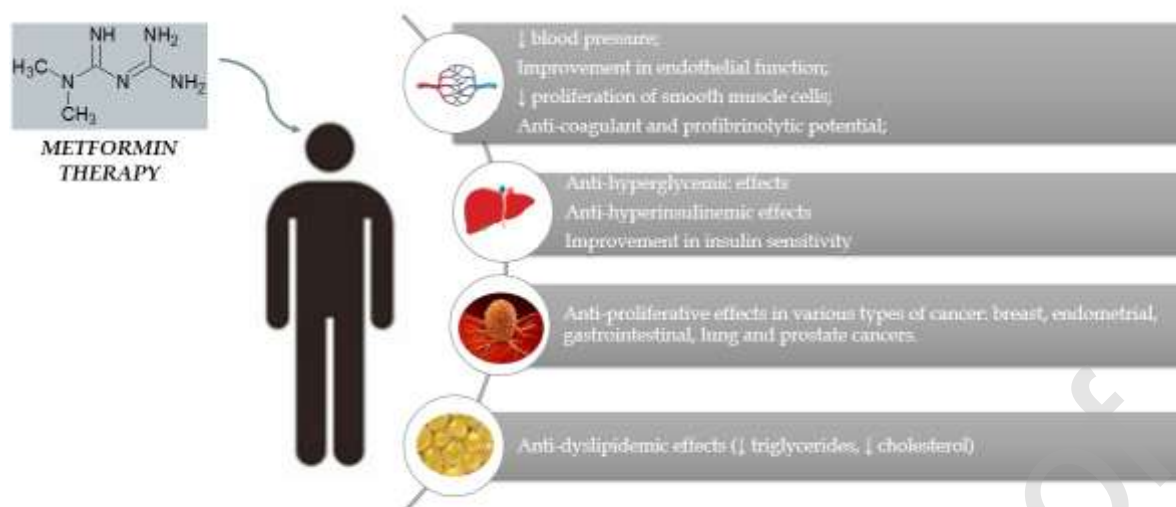 NH NH₂
H₃C
N N NH₂
CH₃
METFORMIN
THERAPY
↓ blood pressure;
Improvement in endothelial function;
↓ proliferation of smooth muscle cells;
Anti-coagulant and profibrinolytic potential;
Anti-hyperglycemic effects
Anti-hyperinsulinemic effects
Improvement in insulin sensitivity
Anti-proliferative effects in various types of cancer: breast, endometrial,
gastrointestinal, lung and prostate cancers.
Anti-dyslipidemic effects (↓ triglycerides, ↓ cholesterol)